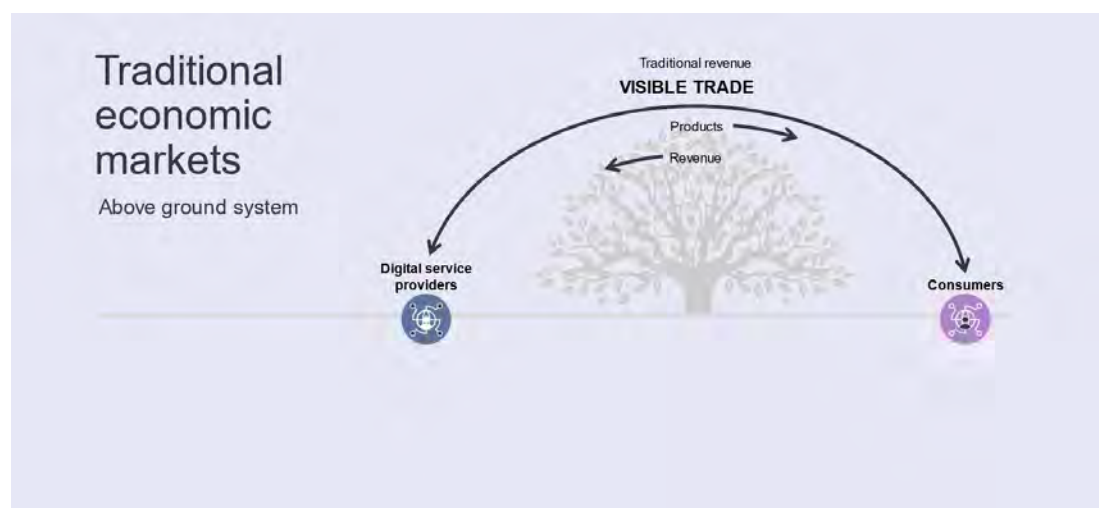 Traditional
economic
markets
Above ground system
Traditional revenue
VISIBLE TRADE
Products
Revenue
Digital service
providers
Consumers